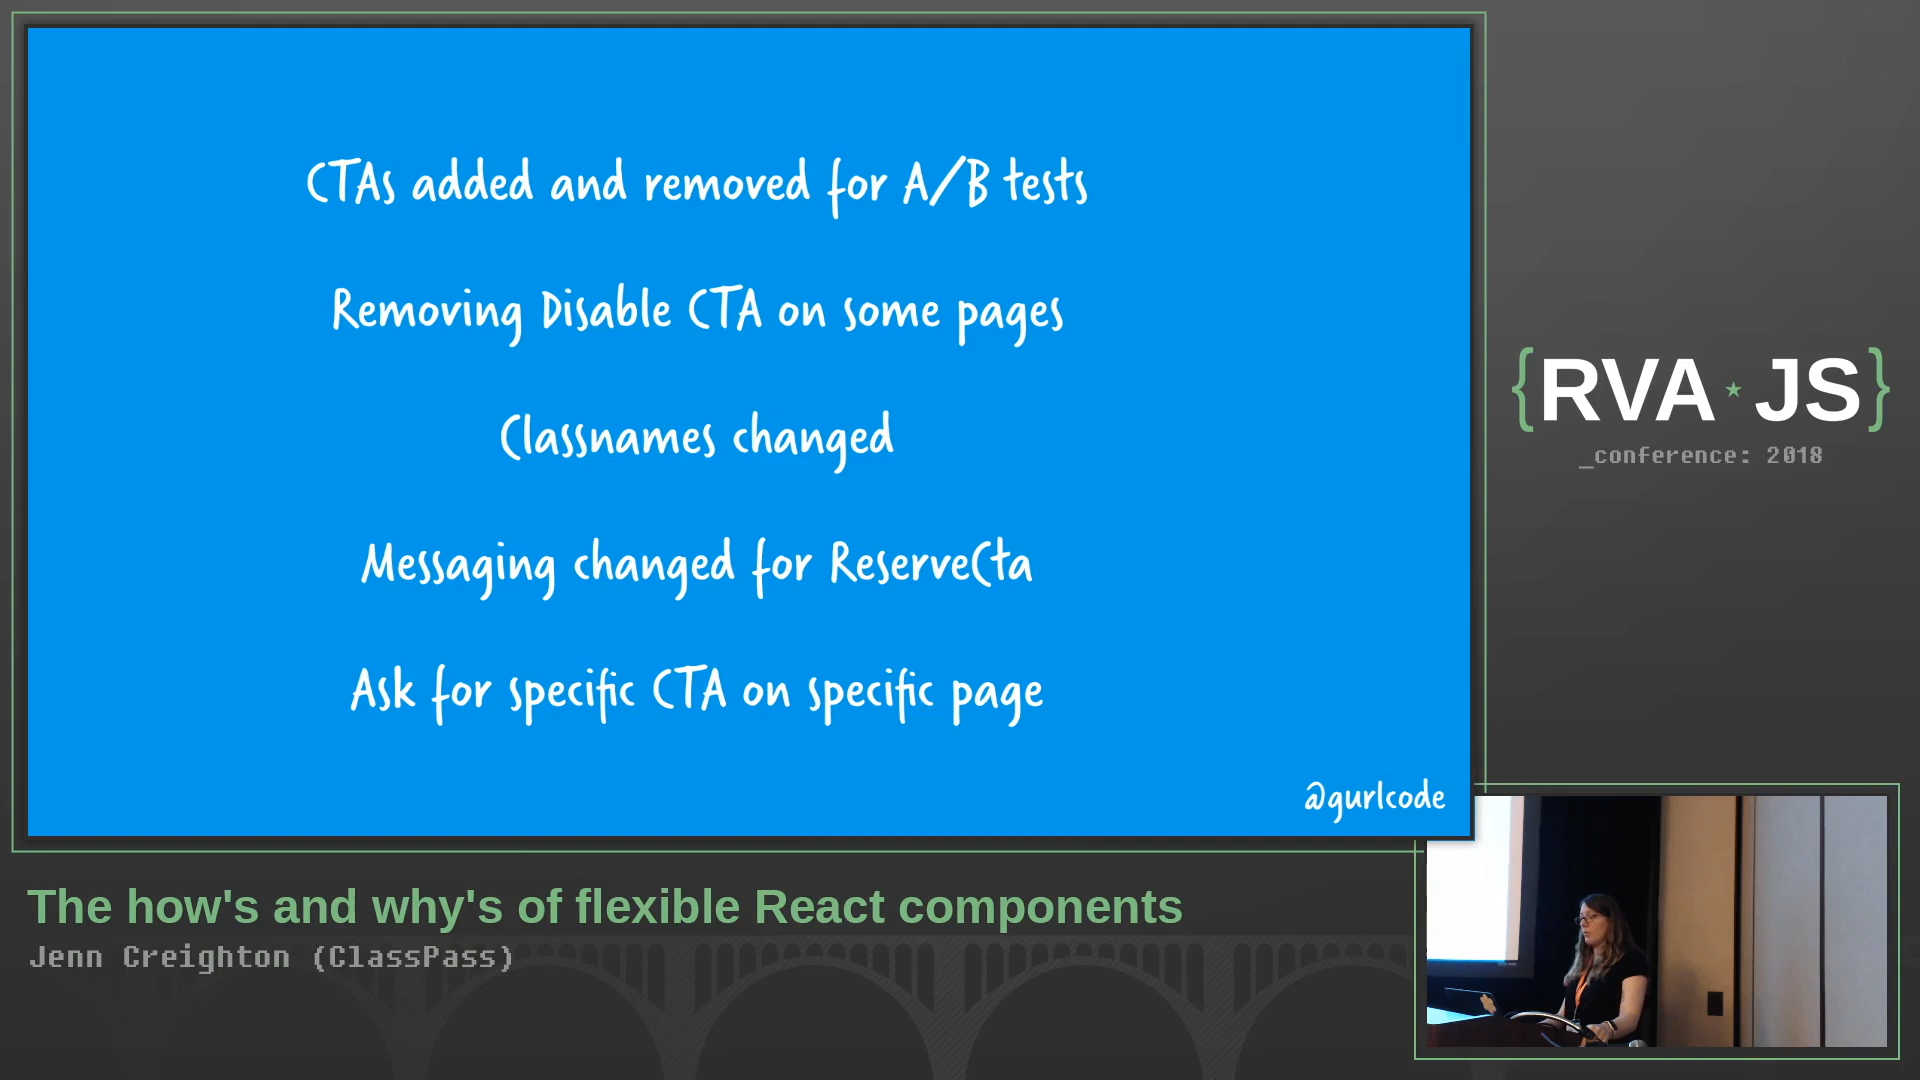 CTAs added and removed for A/B tests
Removing Disable CTA on some pages
Classnames changed
Messaging changed for ReserveCta
Ask for specific CTA on specific page
@gurlcode
{RVA★JS}
_conference: 2018
The how's and why's of flexible React components
Jenn Creighton (ClassPass)